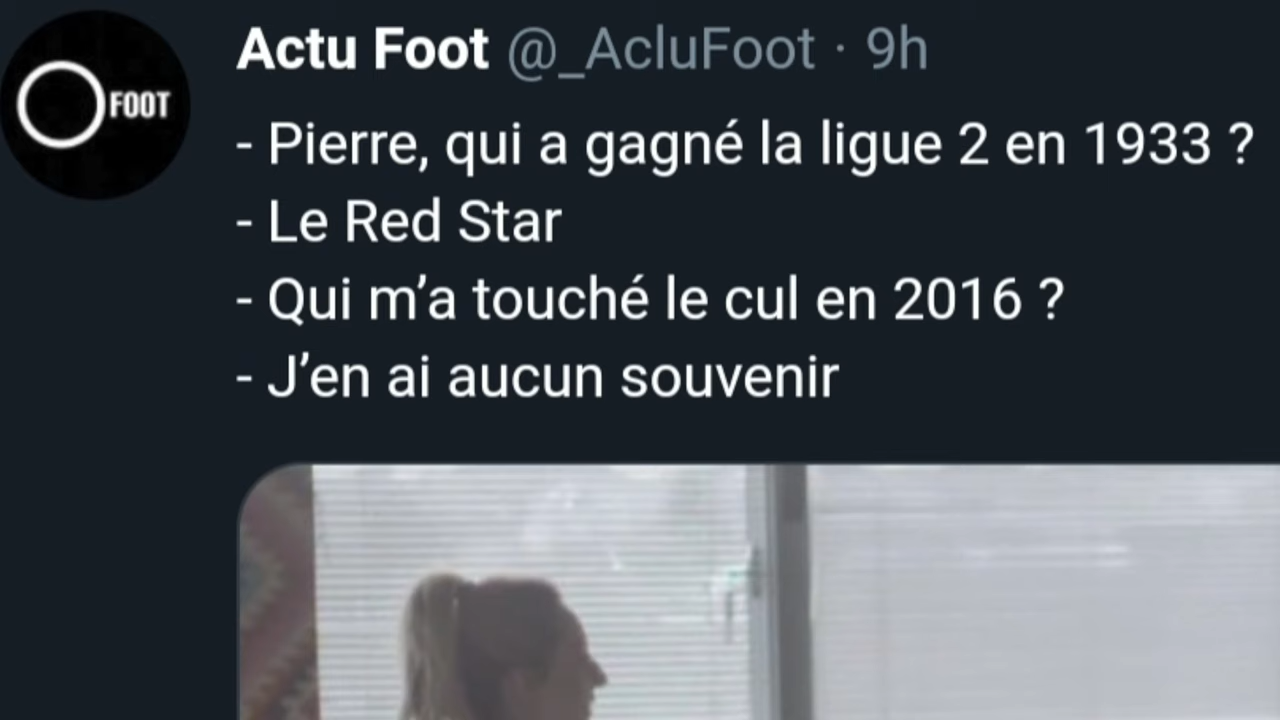 FOOT
Actu Foot @_AcluFoot · 9h
- Pierre, qui a gagné la ligue 2 en 1933 ?
- Le Red Star
- Qui m’a touché le cul en 2016 ?
- J’en ai aucun souvenir